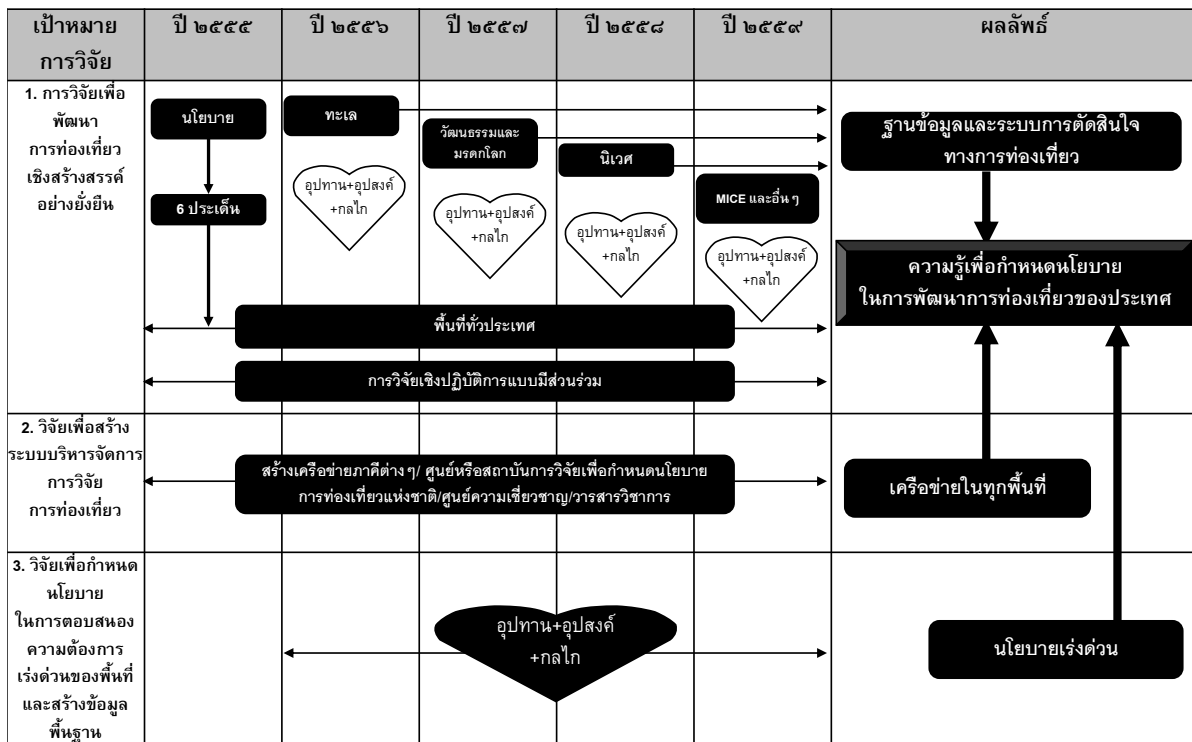 เป้าหมาย
การวิจัย
ปี ๒๕๕๕
ปี ๒๕๕๖
ปี ๒๕๕๗
ปี ๒๕๕๘
ปี ๒๕๕๙
ผลลัพธ์
1. การวิจัยเพื่อ
พัฒนา
การท่องเที่ยว
เชิงสร้างสรรค์
อย่างยั่งยืน
นโยบาย
6 ประเด็น
ทะเล
อุปทาน+อุปสงค์
+กลไก
วัฒนธรรมและ
มรดกโลก
อุปทาน+อุปสงค์
+กลไก
นิเวศ
อุปทาน+อุปสงค์
+กลไก
MICE และอื่น ๆ
อุปทาน+อุปสงค์
+กลไก
พื้นที่ทั่วประเทศ
การวิจัยเชิงปฏิบัติการแบบมีส่วนร่วม
ฐานข้อมูลและระบบการตัดสินใจ
ทางการท่องเที่ยว
ความรู้เพื่อกำหนดนโยบาย
ในการพัฒนาการท่องเที่ยวของประเทศ
2. วิจัยเพื่อสร้าง
ระบบบริหารจัดการ
การวิจัย
การท่องเที่ยว
สร้างเครือข่ายภาคีต่าง ๆ/ ศูนย์หรือสถาบันการวิจัยเพื่อกำหนดนโยบาย
การท่องเที่ยวแห่งชาติ/ศูนย์ความเชี่ยวชาญ/วารสารวิชาการ
เครือข่ายในทุกพื้นที่
3. วิจัยเพื่อกำหนด
นโยบาย
ในการตอบสนอง
ความต้องการ
เร่งด่วนของพื้นที่
และสร้างข้อมูล
พื้นฐาน
อุปทาน+อุปสงค์
+กลไก
นโยบายเร่งด่วน